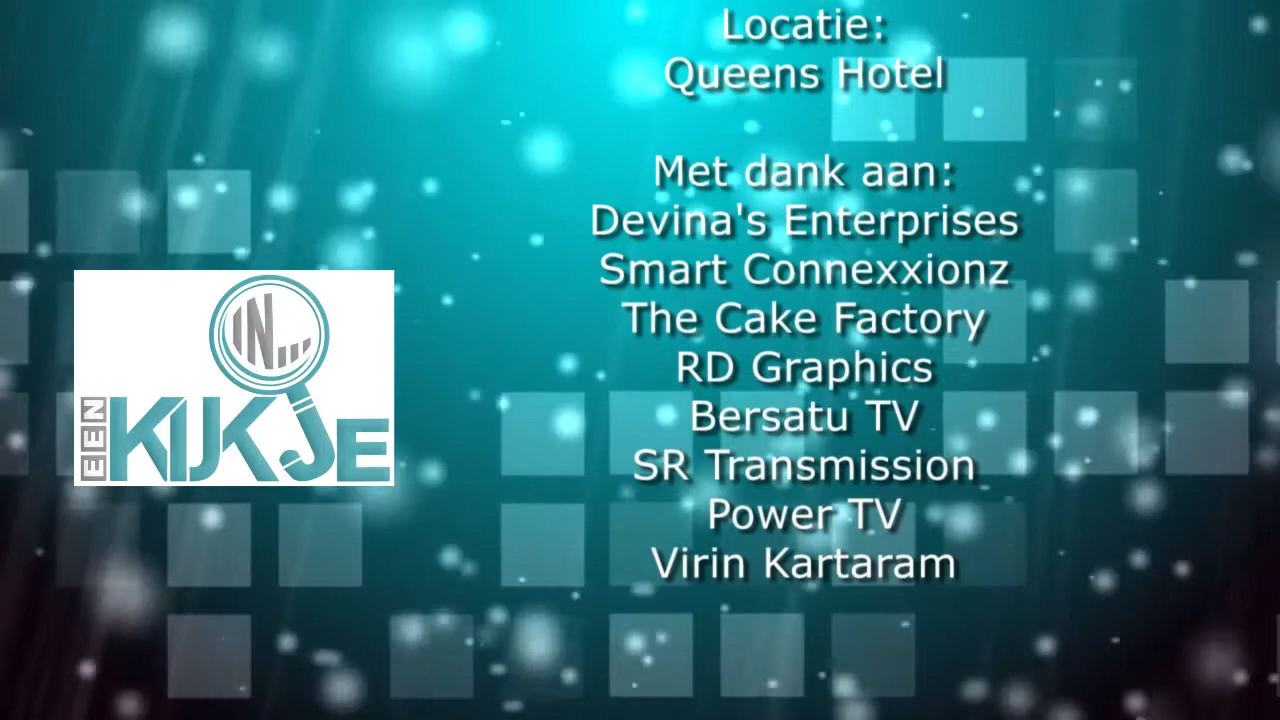 Locatie:
Queens Hotel
Met dank aan:
Devina's Enterprises
Smart Connexxionz
The Cake Factory
RD Graphics
Bersatu TV
SR Transmission
Power TV
Virin Kartaram
EEN KIJKJE
IN...